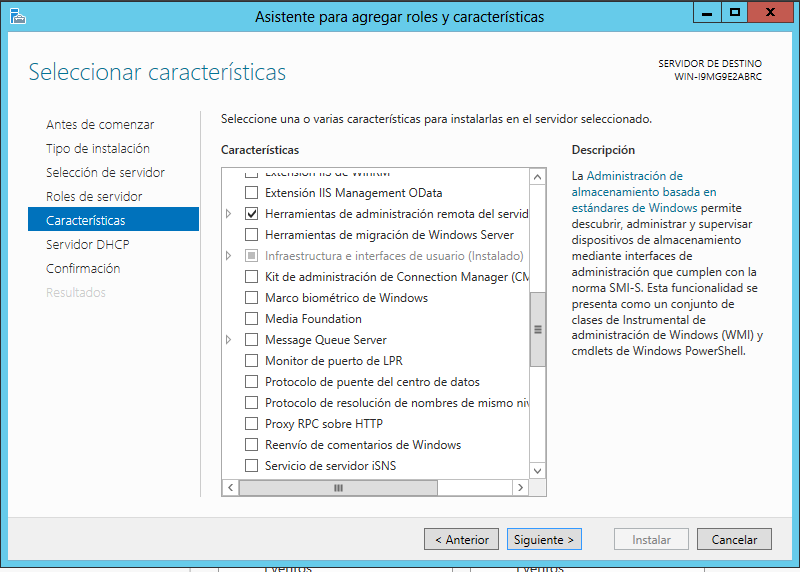 Asistente para agregar roles y características
Seleccionar características
SERVIDOR DE DESTINO
WIN-I9MG9E2ABRC
Antes de comenzar
Tipo de instalación
Selección de servidor
Roles de servidor
Características
Servidor DHCP
Confirmación
Resultados
Seleccione una o varias características para instalarlas en el servidor seleccionado.
Características
Extensión IIS de WinRM
Extensión IIS Management OData
Herramientas de administración remota del servid
Herramientas de migración de Windows Server
Infraestructura e interfaces de usuario (Instalado)
Kit de administración de Connection Manager (CM
Marco biométrico de Windows
Media Foundation
Message Queue Server
Monitor de puerto de LPR
Protocolo de puente del centro de datos
Protocolo de resolución de nombres de mismo niv
Proxy RPC sobre HTTP
Reenvío de comentarios de Windows
Servicio de servidor iSNS
Descripción
La Administración de
almacenamiento basada en
estándares de Windows permite
descubrir, administrar y supervisar
dispositivos de almacenamiento
mediante interfaces de
administración que cumplen con la
norma SMI-S. Esta funcionalidad se
presenta como un conjunto de
clases de Instrumental de
administración de Windows (WMI) y
cmdlets de Windows PowerShell.
< Anterior
Siguiente >
Instalar
Cancelar
Eventos
Eventos